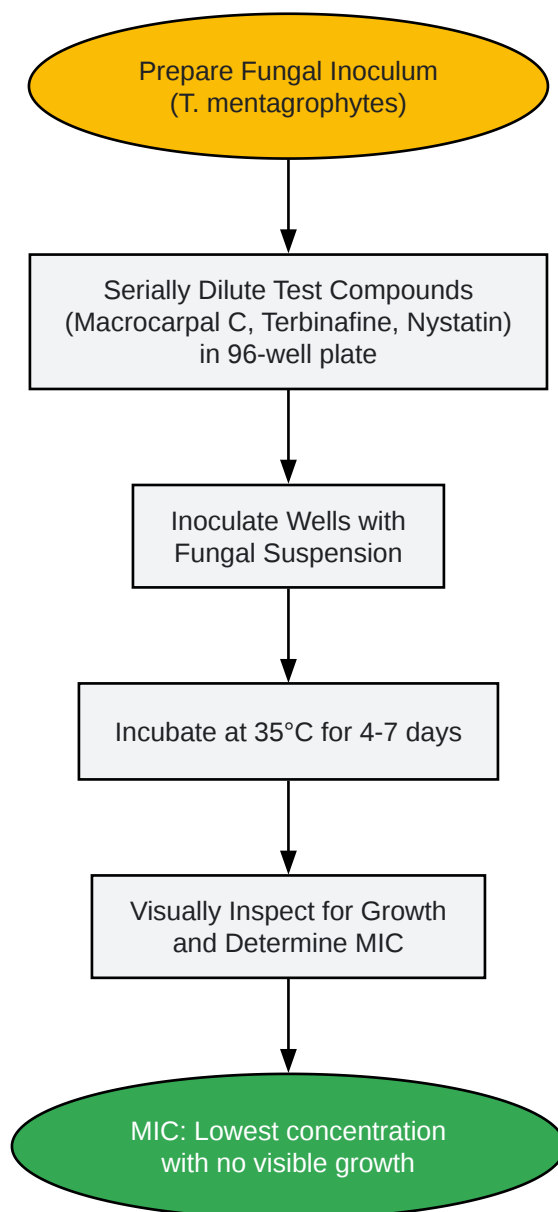 Prepare Fungal Inoculum
(T. mentagrophytes)
Serially Dilute Test Compounds
(Macrocarpal C, Terbinafine, Nystatin)
in 96-well plate
Inoculate Wells with
Fungal Suspension
Incubate at 35°C for 4-7 days
Visually Inspect for Growth
and Determine MIC
MIC: Lowest concentration
with no visible growth